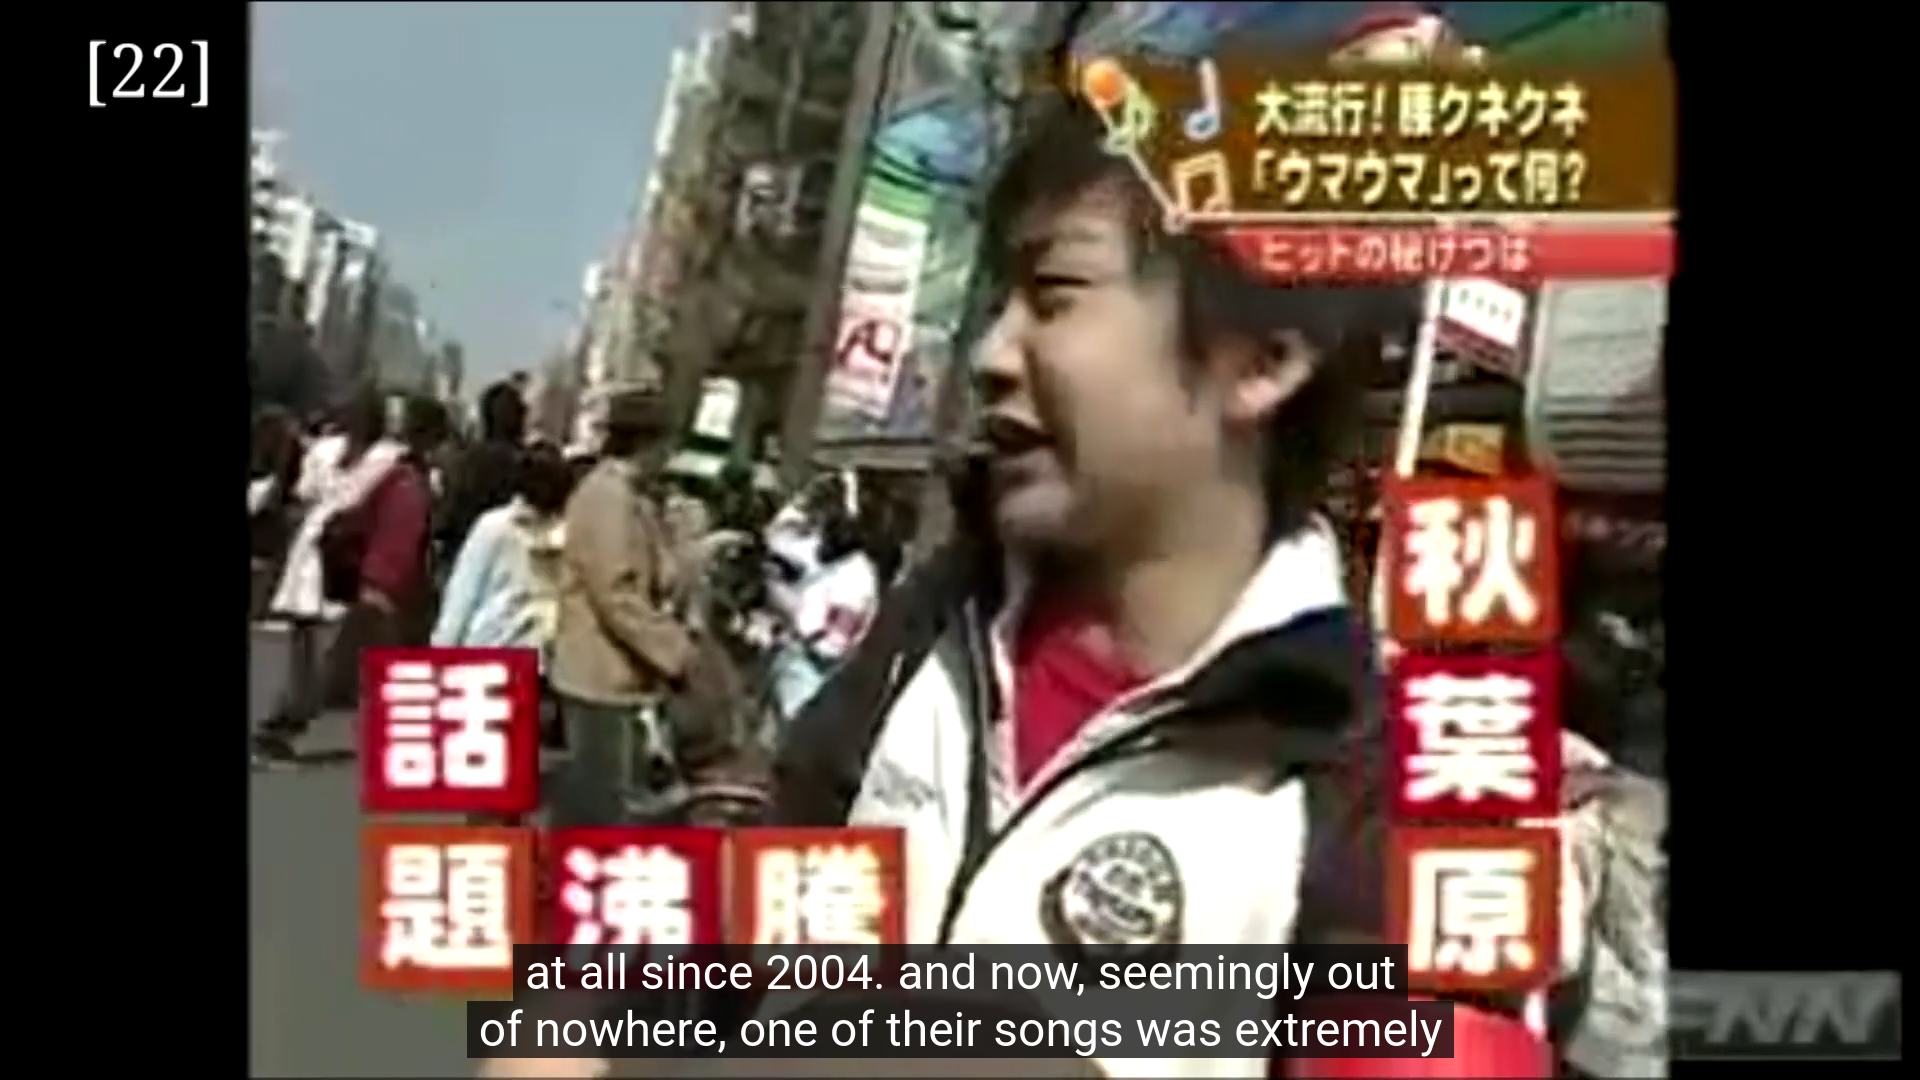 [22]
大流行!腰クネクネ
「ウマウマ」って何?
ヒットの秘けつは
秋葉原
話題沸騰
at all since 2004. and now, seemingly out
of nowhere, one of their songs was extremely
FNN